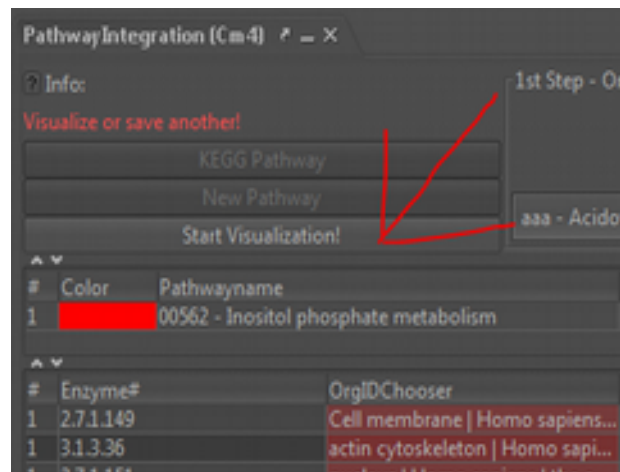 PathwayIntegration (Cm4)
? Info:
Visualize or save another!
KEGG Pathway
New Pathway
Start Visualization!
1st Step - O
aaa - Acido
# Color Pathwayname
1 00562 - Inositol phosphate metabolism
# Enzyme# OrgIDChooser
1 2.7.1.149 Cell membrane | Homo sapiens...
1 3.1.3.36 actin cytoskeleton | Homo sapi...